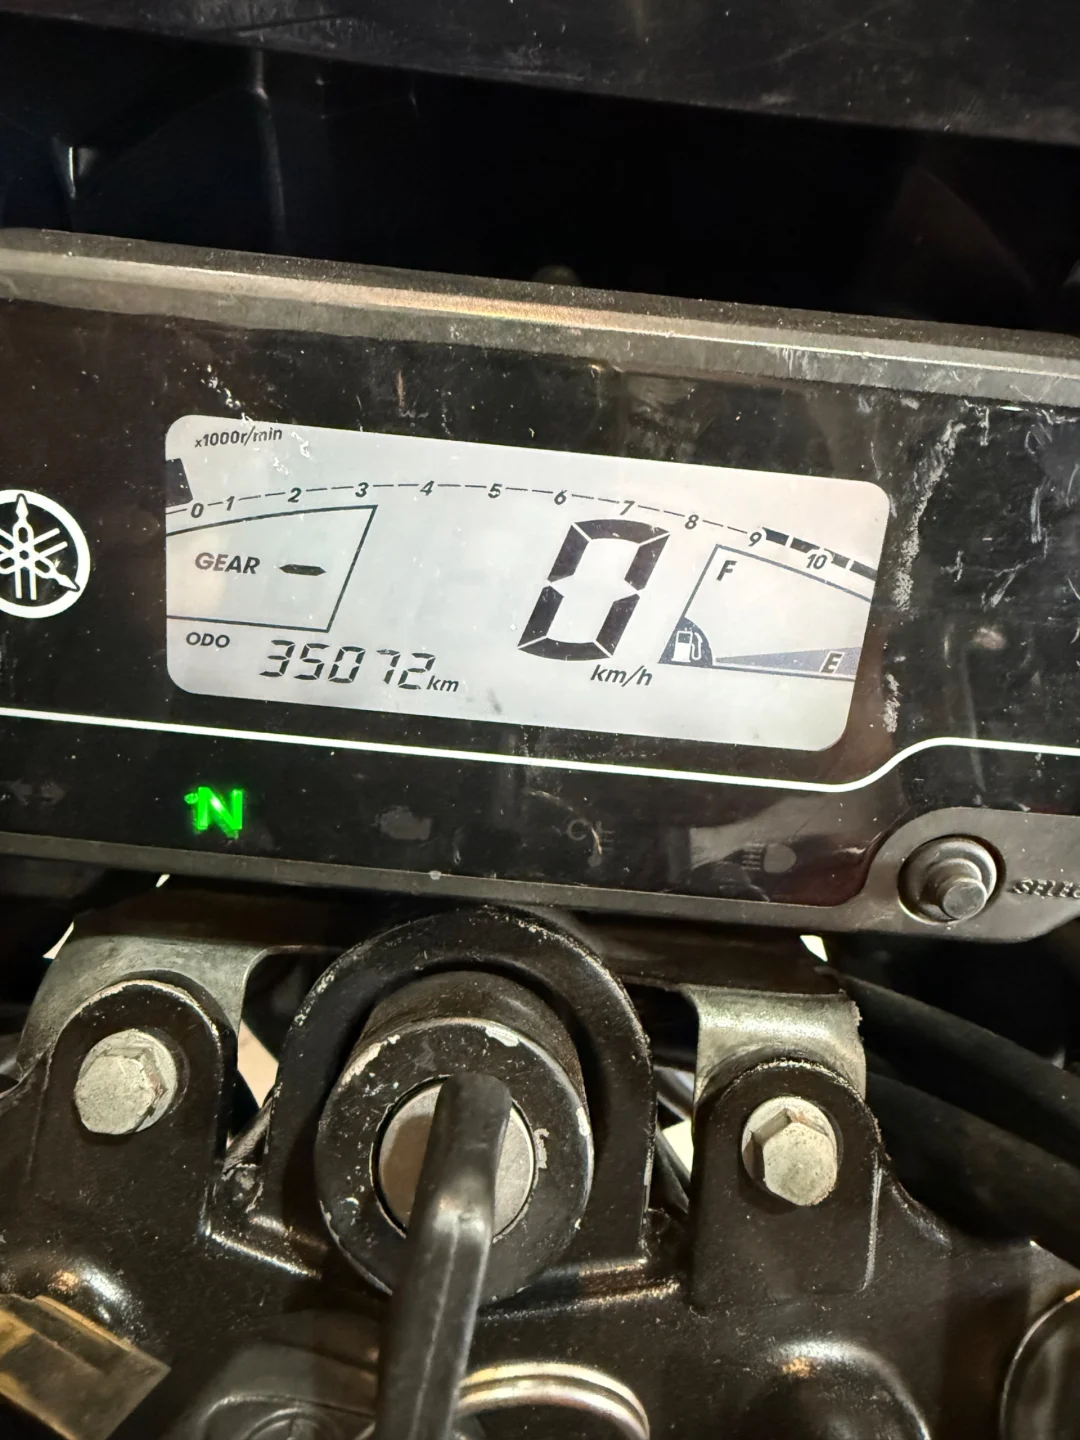 x1000r/min
0 1 2 3 4 5 6 7 8 9 10
GEAR -
0
km/h
F
E
ODO 35072 km
N